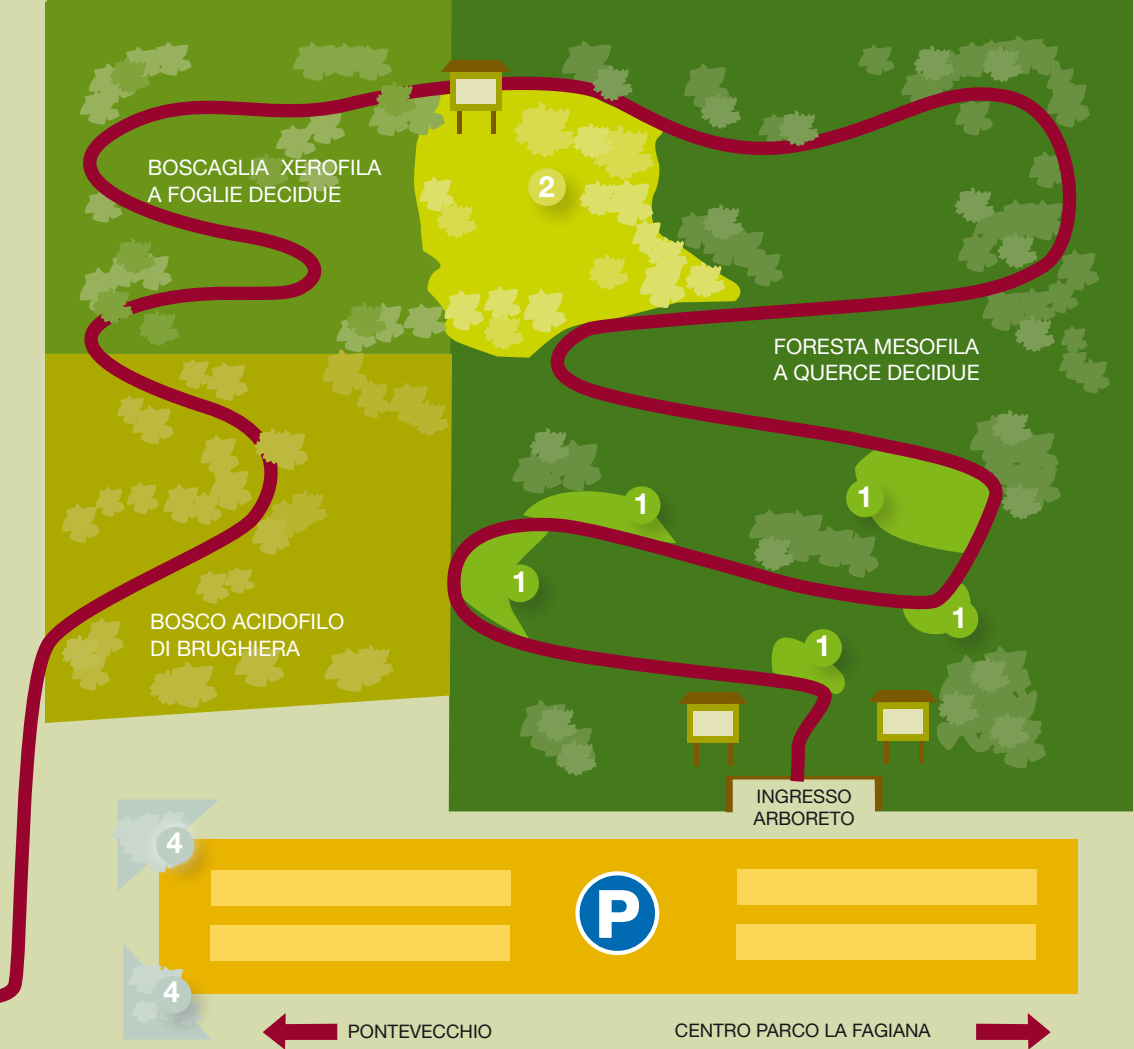 BOSCAGLIA XEROFILA
A FOGLIE DECIDUE
2
FORESTA MESOFILA
A QUERCE DECIDUE
1
1
1
1
1
BOSCO ACIDOFILO
DI BRUGHIERA
INGRESSO
ARBORETO
4
P
4
PONTEVECCHIO
CENTRO PARCO LA FAGIANA